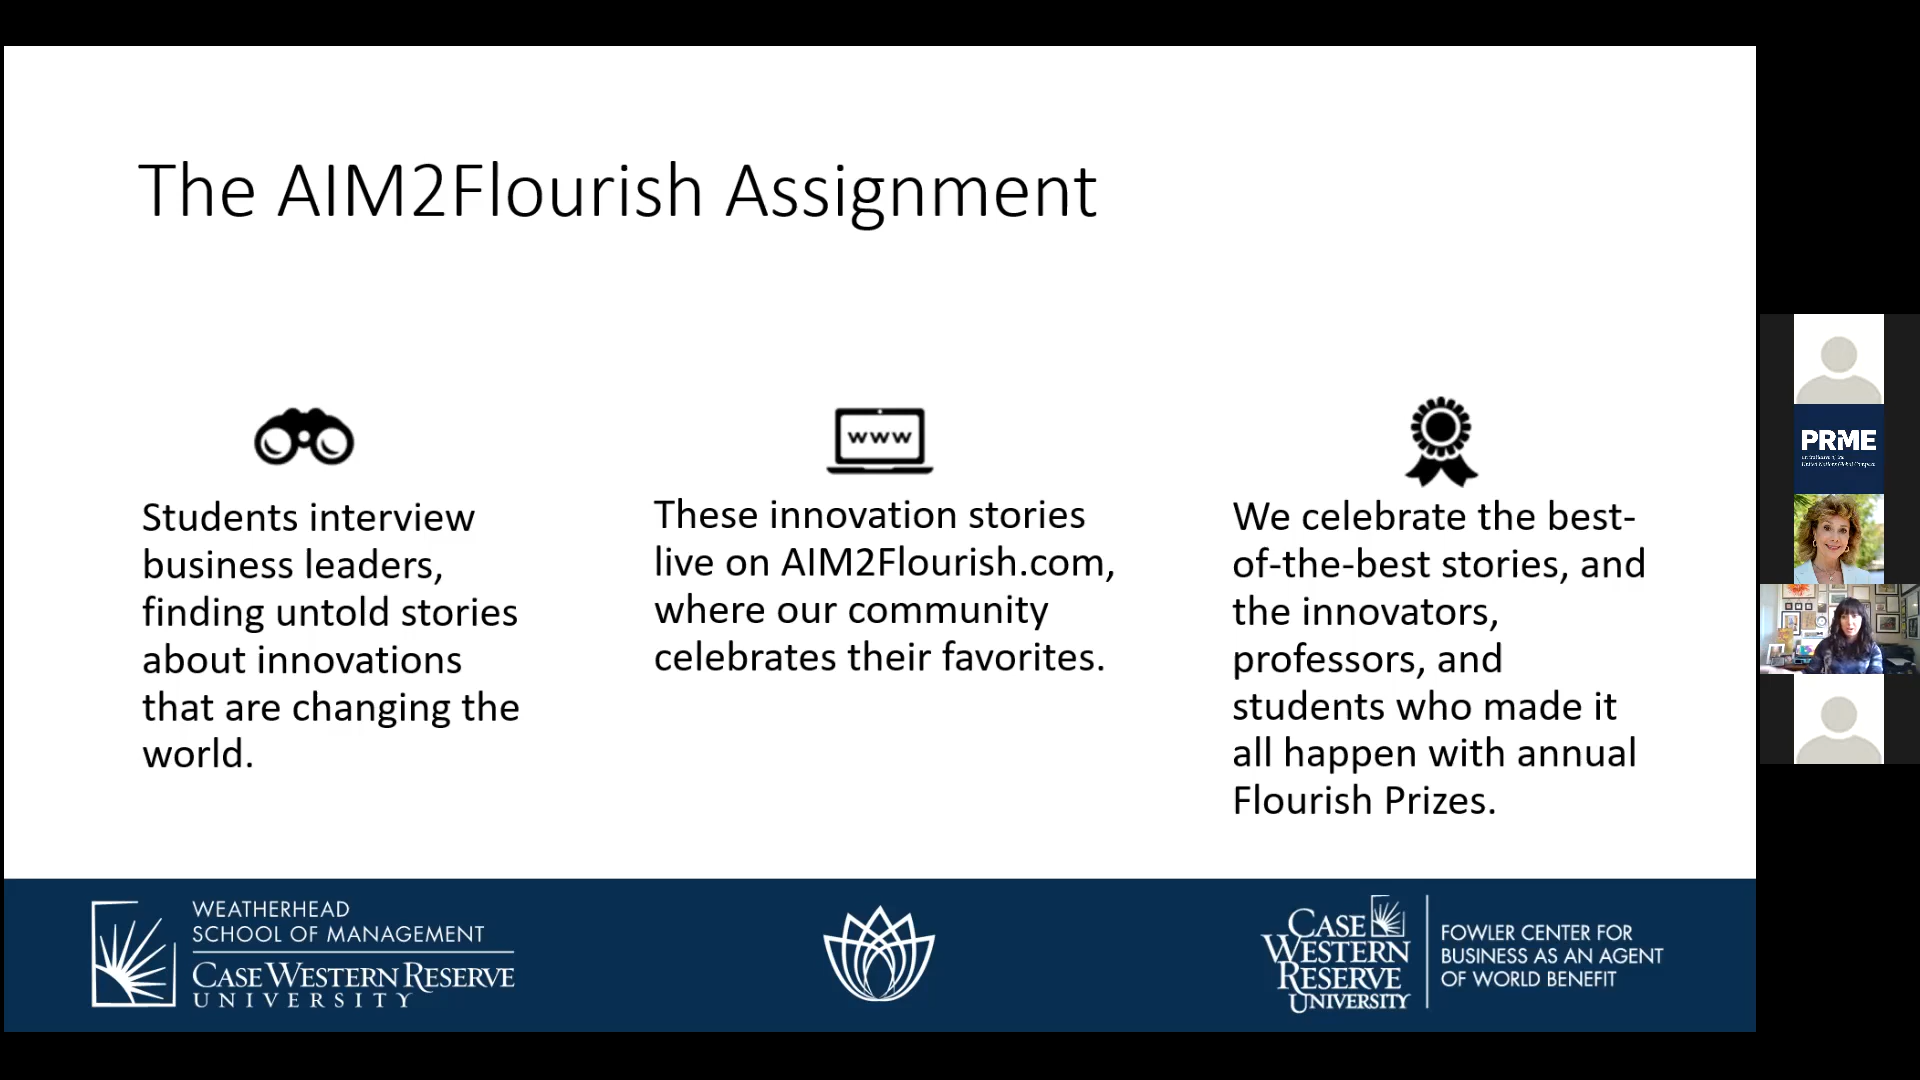 The AIM2Flourish Assignment
Students interview
business leaders,
finding untold stories
about innovations
that are changing the
world.
www
These innovation stories
live on AIM2Flourish.com,
where our community
celebrates their favorites.
We celebrate the best-
of-the-best stories, and
the innovators,
professors, and
students who made it
all happen with annual
Flourish Prizes.
WEATHERHEAD
SCHOOL OF MANAGEMENT
CASE WESTERN RESERVE
UNIVERSITY
CASE
WESTERN
RESERVE
UNIVERSITY
FOWLER CENTER FOR
BUSINESS AS AN AGENT
OF WORLD BENEFIT
PRME